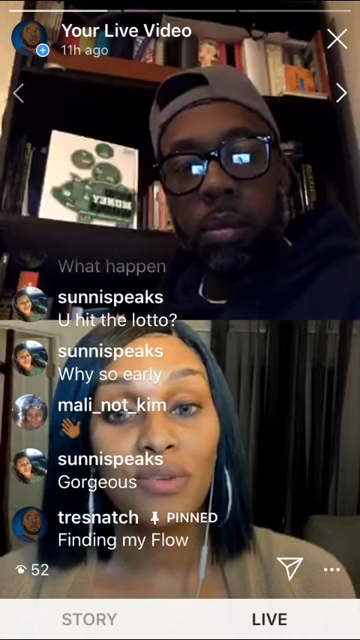 Your Live Video
11h ago
MONEY
What happen
sunnispeaks
U hit the lotto?
sunnispeaks
Why so early
mali_not_kim
👋🏾
sunnispeaks
Gorgeous
tresnatch PINNED
Finding my Flow
52
STORY LIVE